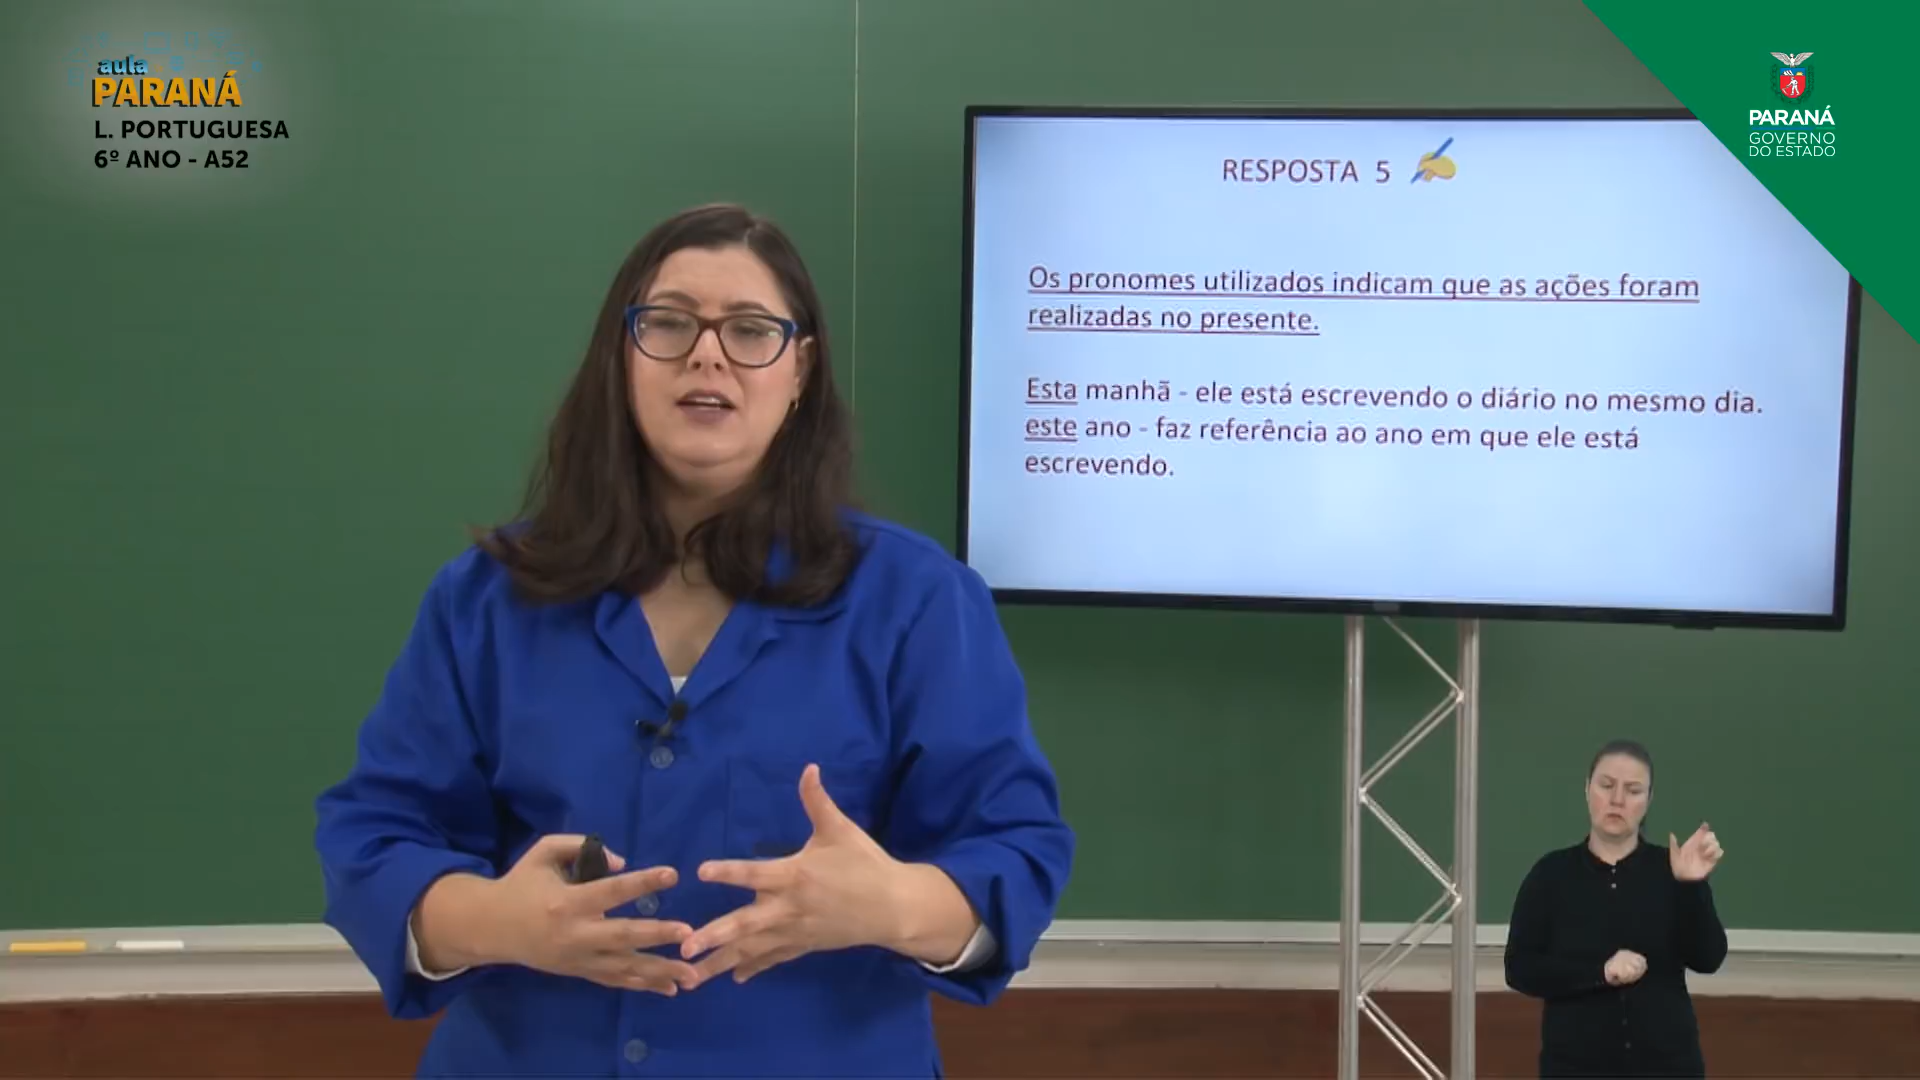 aula
PARANÁ
L. PORTUGUESA
6º ANO - A52
PARANÁ
GOVERNO
DO ESTADO
RESPOSTA 5
Os pronomes utilizados indicam que as ações foram
realizadas no presente.
Esta manhã - ele está escrevendo o diário no mesmo dia.
este ano - faz referência ao ano em que ele está
escrevendo.